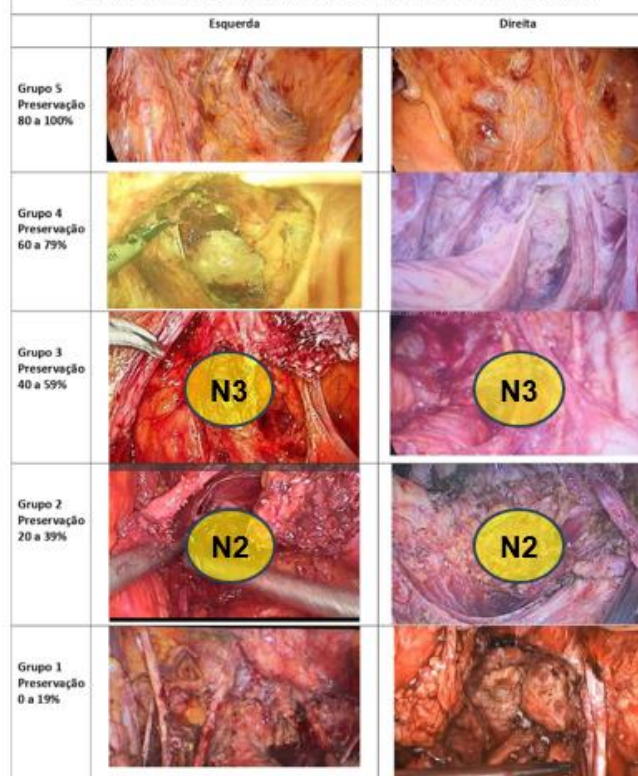 Esquerda
Direita
Grupo 5
Preservação
80 a 100%
Grupo 4
Preservação
60 a 79%
Grupo 3
Preservação
40 a 59%
N3
N3
Grupo 2
Preservação
20 a 39%
N2
N2
Grupo 1
Preservação
0 a 19%